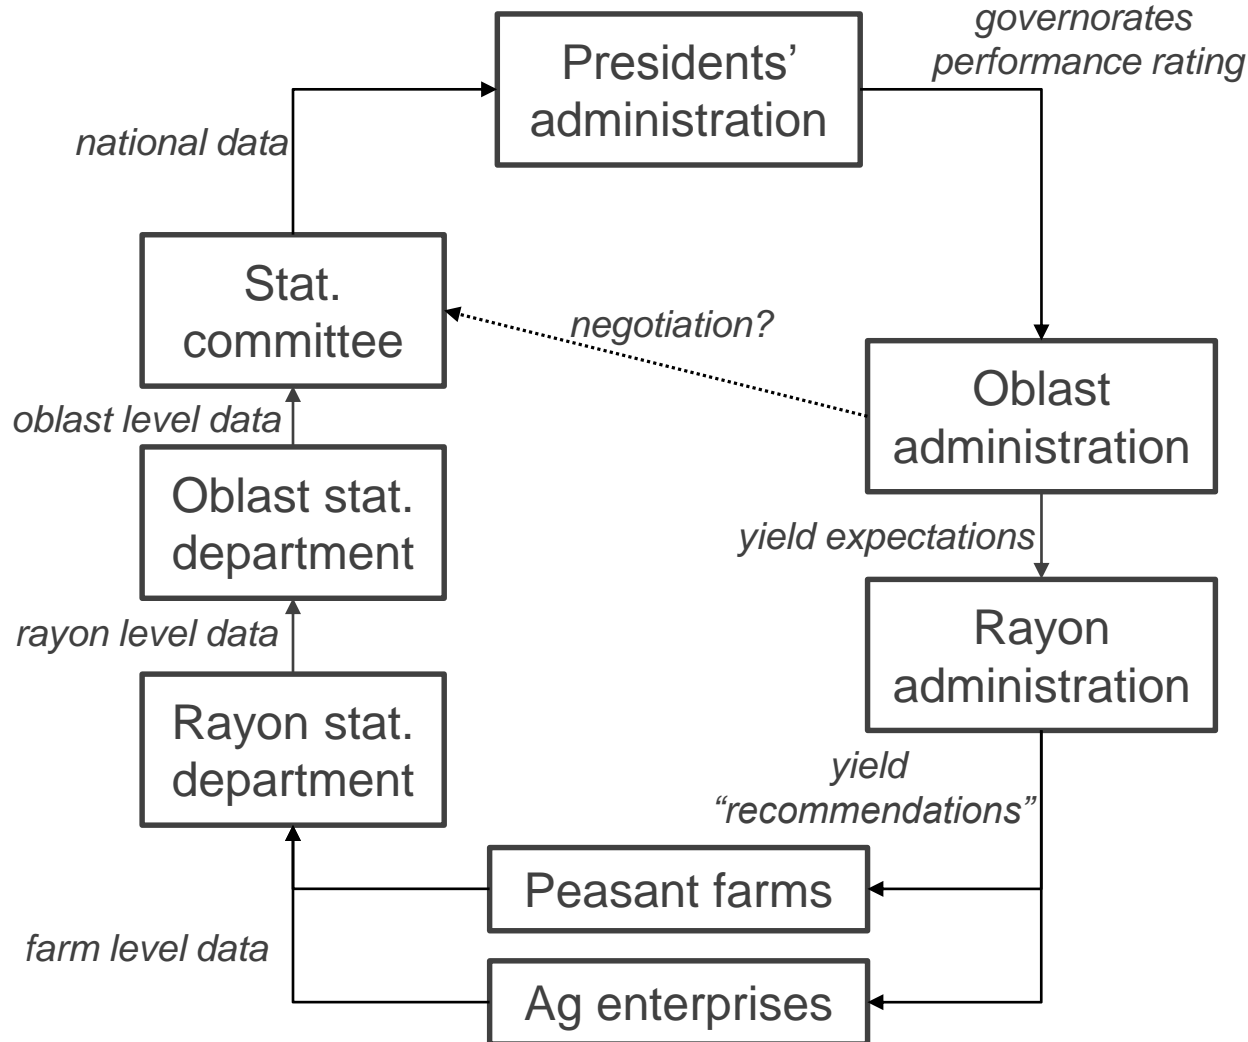 governorates
performance rating
Presidents’
administration
national data
Stat.
committee
negotiation?
Oblast
administration
oblast level data
Oblast stat.
department
yield expectations
rayon level data
Rayon
administration
Rayon stat.
department
yield
“recommendations”
Peasant farms
farm level data
Ag enterprises